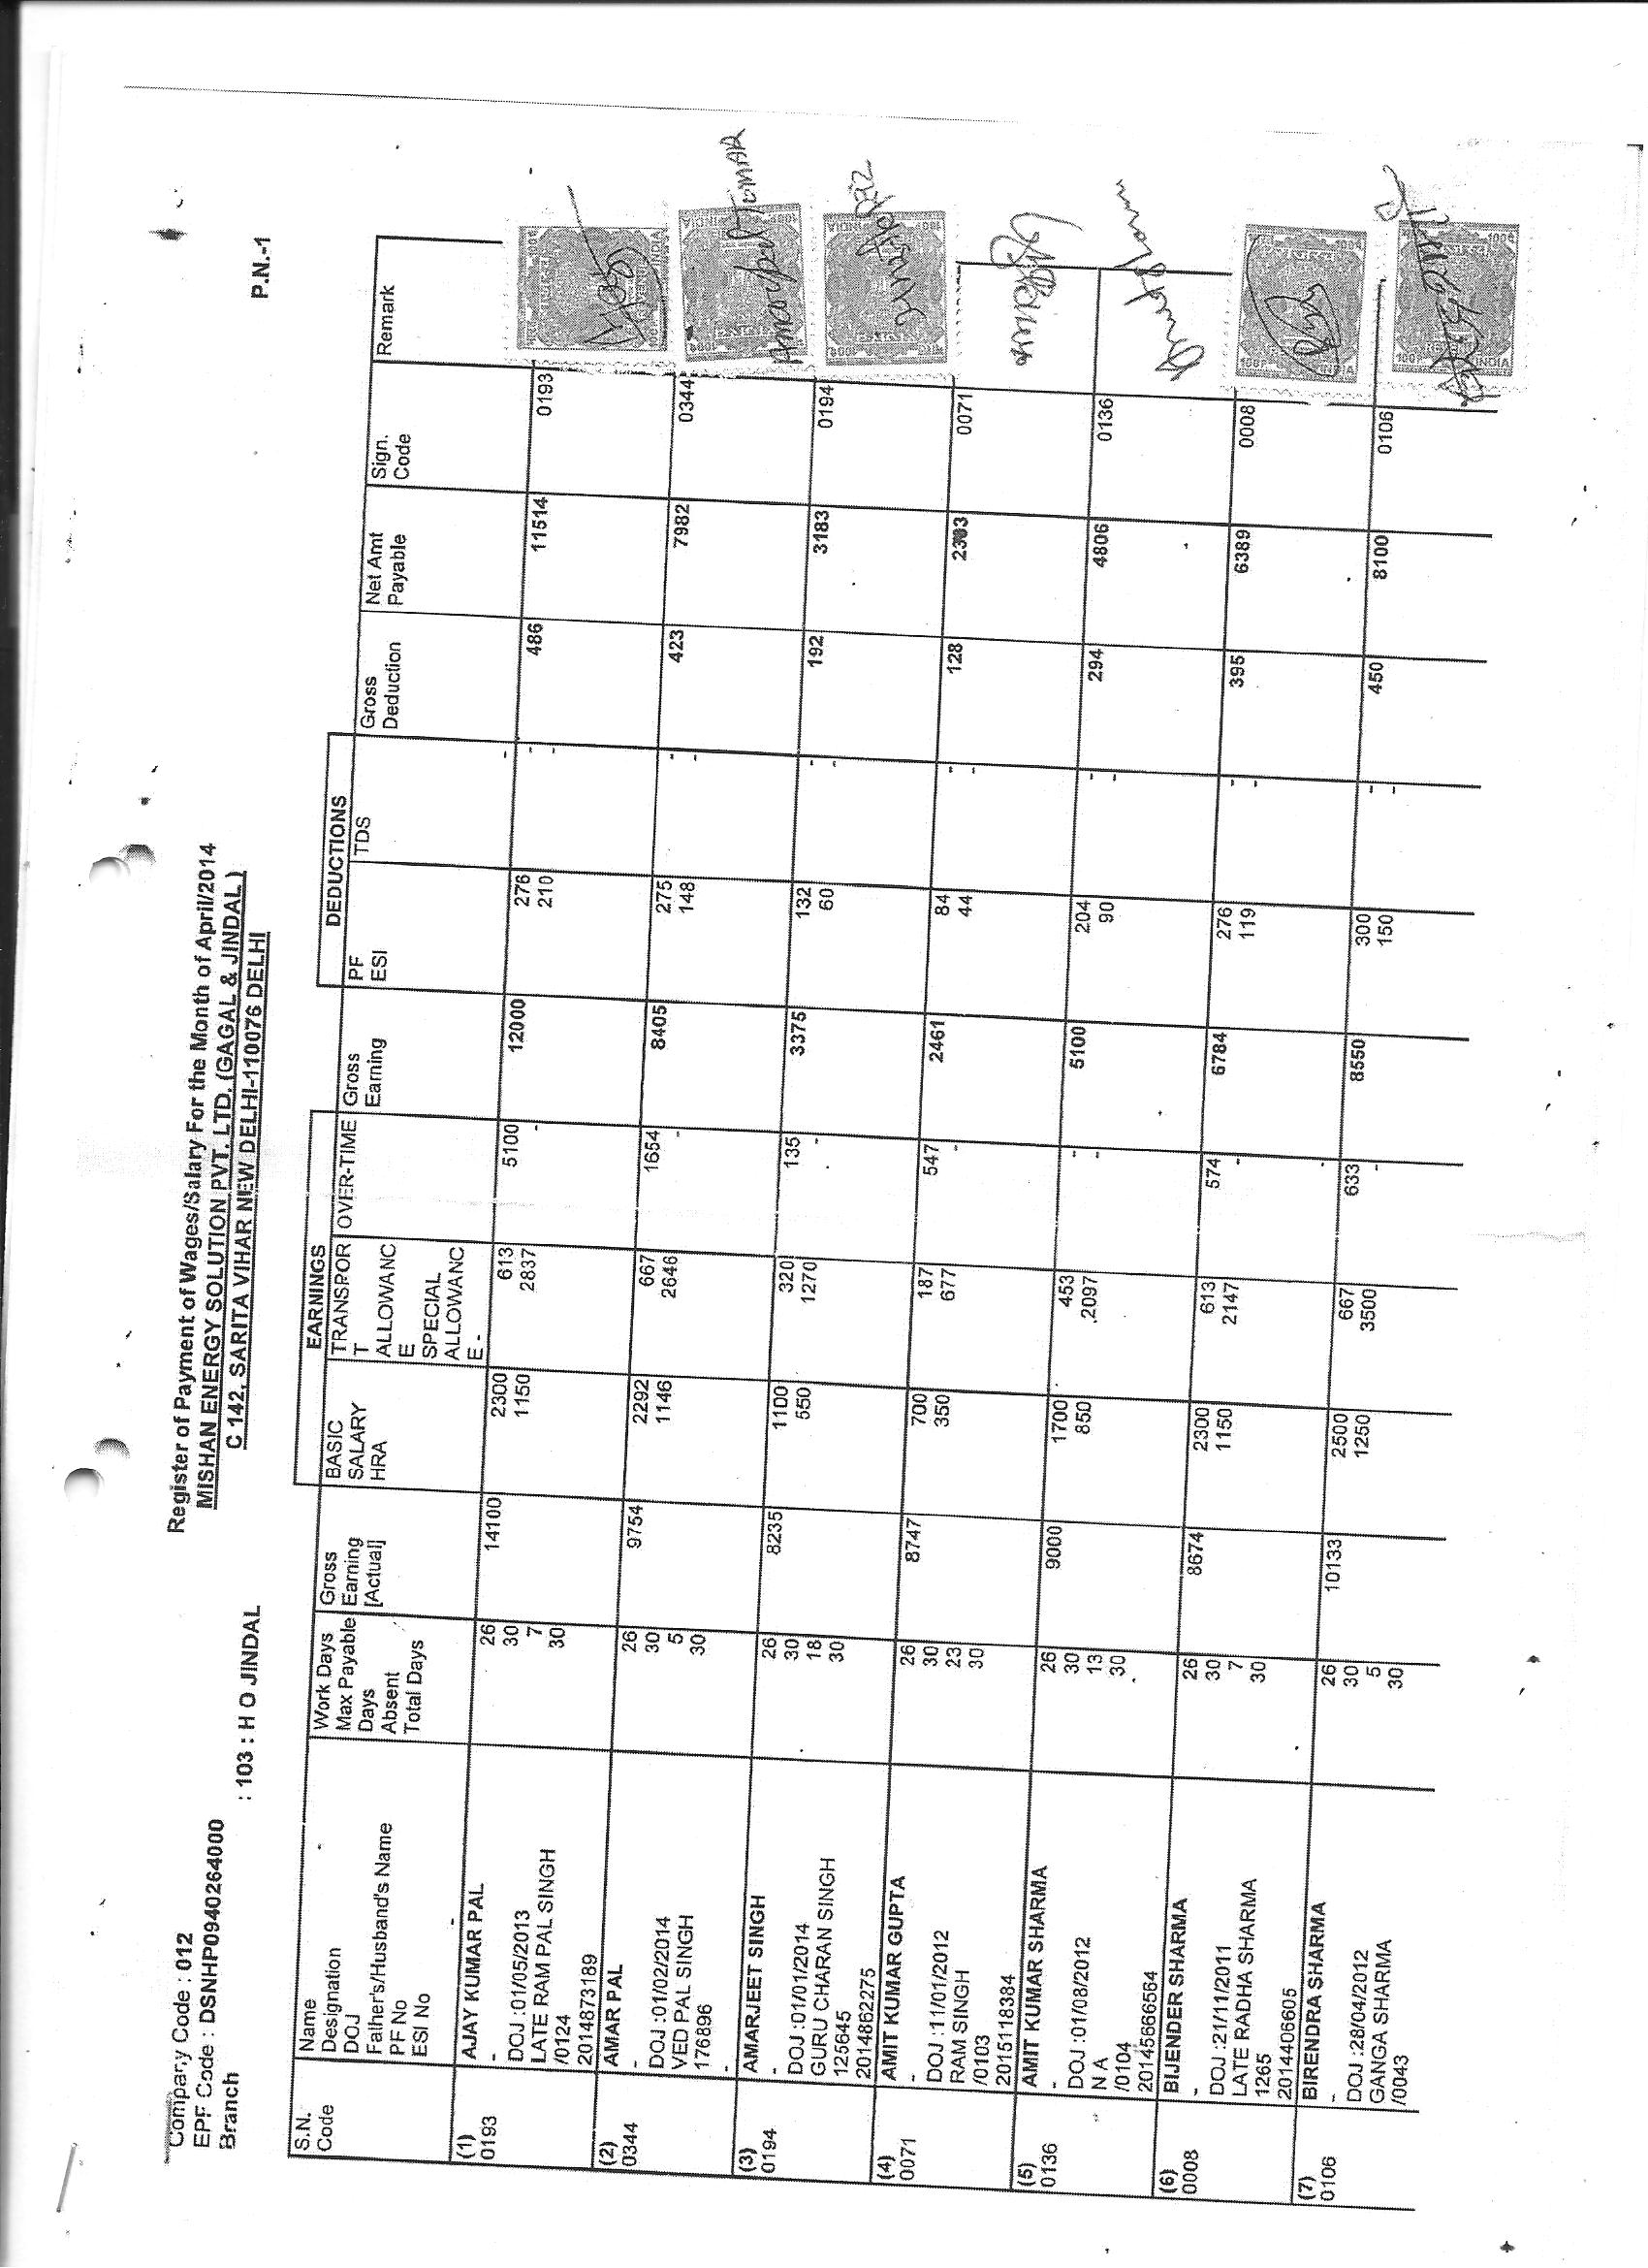 Company Code : 012
EPF Code : DSNHP0940264000
Branch : 103 : H O JINDAL
Register of Payment of Wages/Salary For the Month of April/2014
MISHAN ENERGY SOLUTION PVT. LTD. (GAGAL & JINDAL)
C 142, SARITA VIHAR NEW DELHI-110076 DELHI
P.N.-1
EARNINGS DEDUCTIONS
S.N.
Code
Name
Designation
DOJ
Father's/Husband's Name
PF No
ESI No
Work Days
Max Payable
Days
Absent
Total Days
Gross
Earning
[Actual]
BASIC
SALARY
HRA
TRANSPOR
T
ALLOWANC
E
SPECIAL
ALLOWANC
E -
OVER-TIME
Gross
Earning
PF
ESI
TDS
Gross
Deduction
Net Amt
Payable
Sign.
Code
Remark
(1) AJAY KUMAR PAL 26 14100 2300 613 5100 12000 276 - 486 11514 0193
0193 - 30 1150 2837 - 210 -
DOJ :01/05/2013 7
LATE RAM PAL SINGH 30
/0124
2014873189
(2) AMAR PAL 26 9754 2292 667 1654 8405 275 - 423 7982 0344
0344 - 30 1146 2646 - 148 -
DOJ :01/02/2014 5
VED PAL SINGH 30
176896
-
Amarpal TOMAR
(3) AMARJEET SINGH 26 8235 1100 320 135 3375 132 - 192 3183 0194
0194 - 30 550 1270 - 60 -
DOJ :01/01/2014 18
GURU CHARAN SINGH 30
125645
2014862275
(4) AMIT KUMAR GUPTA 26 8747 700 187 547 2461 84 - 128 0071
0071 - 30 350 677 - 44 -
DOJ :11/01/2012 23
RAM SINGH 30
/0103
2015118384
(5) AMIT KUMAR SHARMA 26 9000 1700 453 - 5100 204 - 294 4806 0136
0136 - 30 850 2097 - 90 -
DOJ :01/08/2012 13
N A 30
/0104
20145866564
(6) BIJENDER SHARMA 26 8674 2300 613 574 6784 276 - 395 6389 0008
0008 - 30 1150 2147 - 119 -
DOJ :21/11/2011 7
LATE RADHA SHARMA 30
1265
2014408605
(7) BIRENDRA SHARMA 26 10133 2500 667 633 8550 300 - 450 8100 0106
0106 - 30 1250 3500 - 150 -
DOJ :28/04/2012 5
GANGA SHARMA 30
/0043